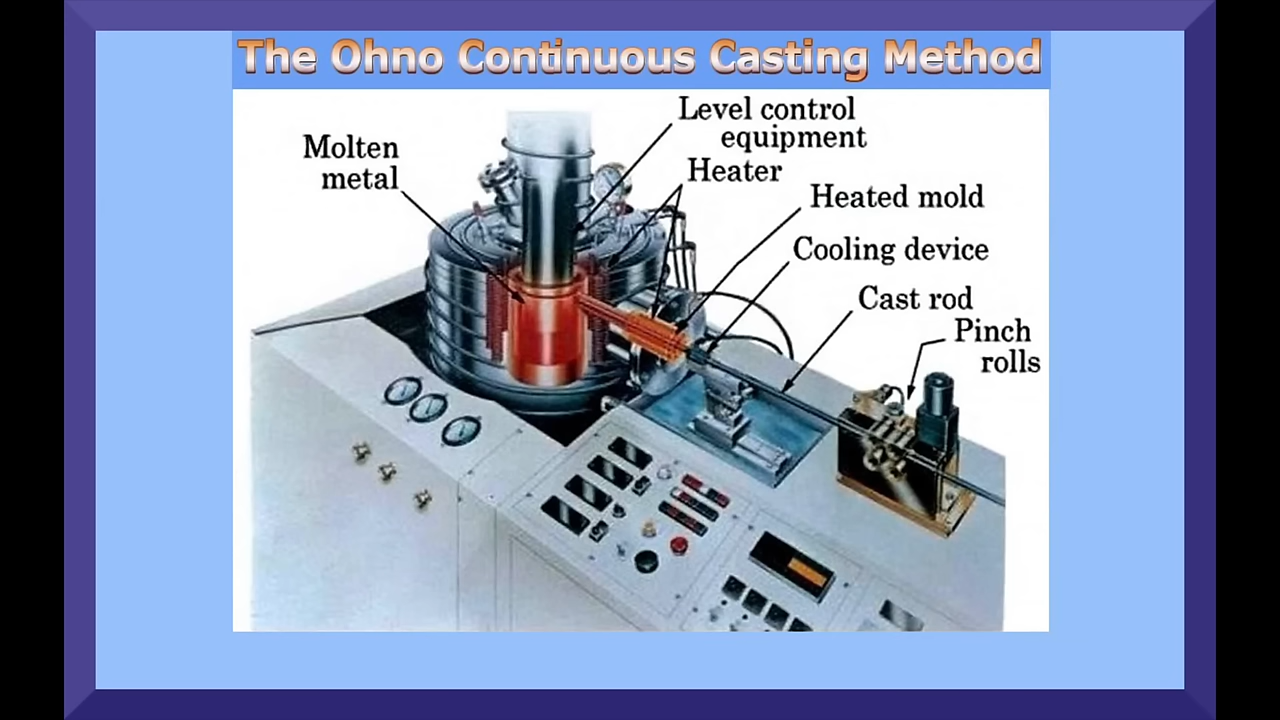 The Ohno Continuous Casting Method
Level control
equipment
Molten
metal
Heater
Heated mold
Cooling device
Cast rod
Pinch
rolls